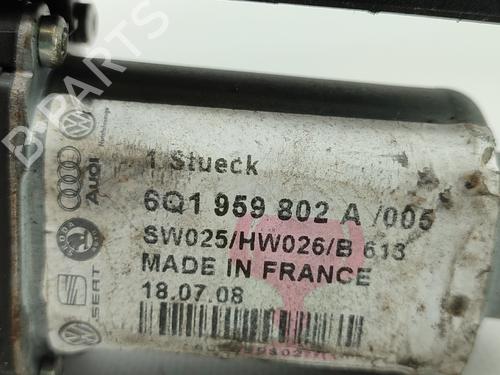 1 Stueck
6Q1 959 802 A /005
SW025/HW026/B 613
MADE IN FRANCE
18.07.08
Audi
SEAT
B-PARTS